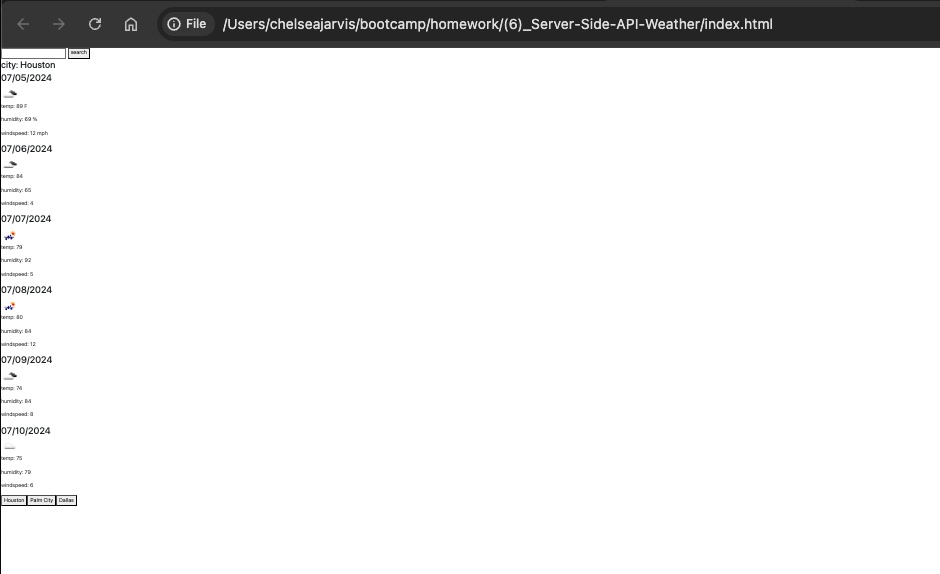 File /Users/chelseajarvis/bootcamp/homework/(6)_Server-Side-API-Weather/index.html
search
city: Houston
07/05/2024
temp: 89 F
humidity: 69 %
windspeed: 12 mph
07/06/2024
temp: 84
humidity: 65
windspeed: 4
07/07/2024
temp: 79
humidity: 92
windspeed: 5
07/08/2024
temp: 80
humidity: 84
windspeed: 12
07/09/2024
temp: 74
humidity: 84
windspeed: 8
07/10/2024
temp: 75
humidity: 79
windspeed: 6
Houston Palm City Dallas